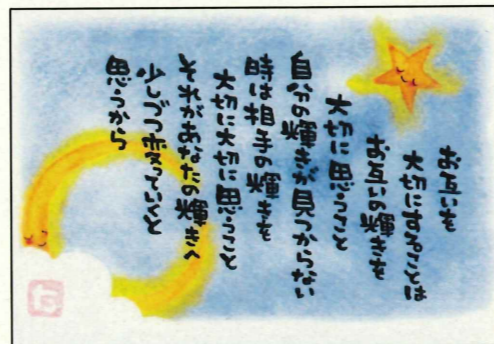 お互いを
大切にすることは
お互いの輝きを
大切に思うこと
自分の輝きが見つからない
時は相手の輝きを
大切に大切に思うこと
それがあなたの輝きへ
少しづつ変っていくと
思うから